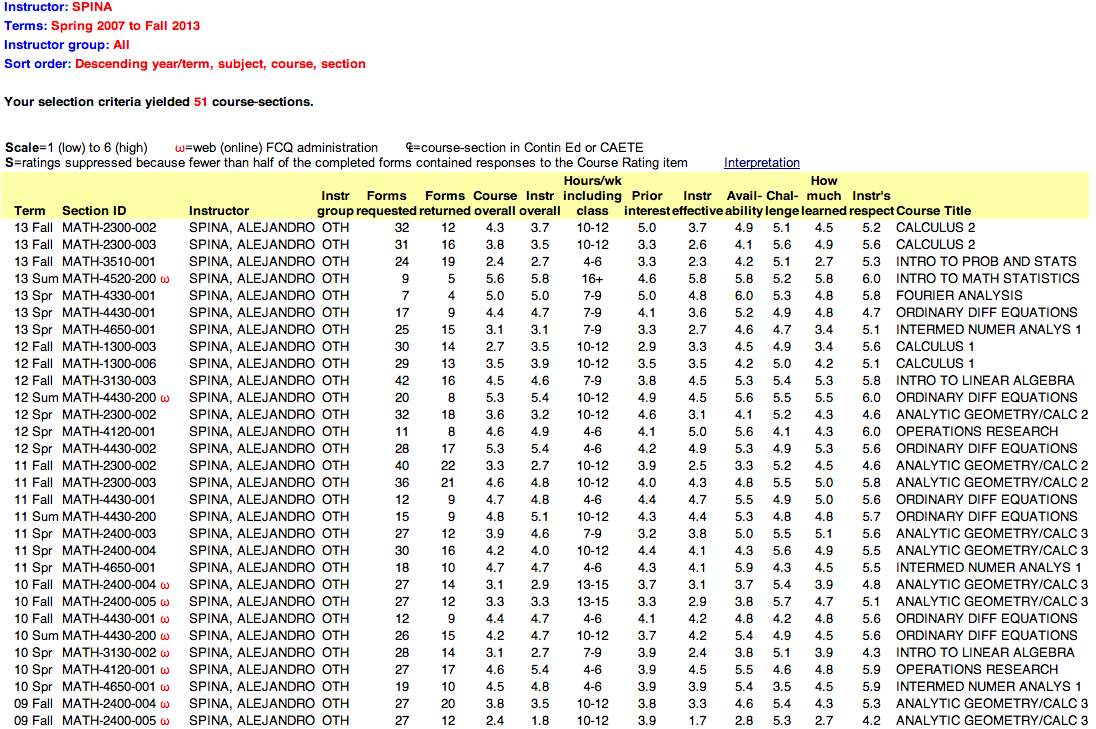 Instructor: SPINA
Terms: Spring 2007 to Fall 2013
Instructor group: All
Sort order: Descending year/term, subject, course, section
Your selection criteria yielded 51 course-sections.
Scale=1 (low) to 6 (high) ω=web (online) FCQ administration ȼ=course-section in Contin Ed or CAETE
S=ratings suppressed because fewer than half of the completed forms contained responses to the Course Rating item Interpretation
Hours/wk How
Instr Forms Forms Course Instr including Prior Instr Avail- Chal- much Instr's
Term Section ID Instructor group requested returned overall overall class interest effective ability lenge learned respect Course Title
13 Fall MATH-2300-002 SPINA, ALEJANDRO OTH 32 12 4.3 3.7 10-12 5.0 3.7 4.9 5.1 4.5 5.2 CALCULUS 2
13 Fall MATH-2300-003 SPINA, ALEJANDRO OTH 31 16 3.8 3.5 10-12 3.3 2.6 4.1 5.6 4.9 5.6 CALCULUS 2
13 Fall MATH-3510-001 SPINA, ALEJANDRO OTH 24 19 2.4 2.7 4-6 3.3 2.3 4.2 5.1 2.7 5.3 INTRO TO PROB AND STATS
13 Sum MATH-4520-200 ω SPINA, ALEJANDRO OTH 9 5 5.6 5.8 16+ 4.6 5.8 5.8 5.2 5.8 6.0 INTRO TO MATH STATISTICS
13 Spr MATH-4330-001 SPINA, ALEJANDRO OTH 7 4 5.0 5.0 7-9 5.0 4.8 6.0 5.3 4.8 5.8 FOURIER ANALYSIS
13 Spr MATH-4430-001 SPINA, ALEJANDRO OTH 17 9 4.4 4.7 7-9 4.1 3.6 5.2 4.9 4.8 4.7 ORDINARY DIFF EQUATIONS
13 Spr MATH-4650-001 SPINA, ALEJANDRO OTH 25 15 3.1 3.1 7-9 3.3 2.7 4.6 4.7 3.4 5.1 INTERMED NUMER ANALYS 1
12 Fall MATH-1300-003 SPINA, ALEJANDRO OTH 30 14 2.7 3.5 10-12 2.9 3.3 4.5 4.9 3.4 5.6 CALCULUS 1
12 Fall MATH-1300-006 SPINA, ALEJANDRO OTH 29 13 3.5 3.9 10-12 3.5 3.5 4.2 5.0 4.2 5.1 CALCULUS 1
12 Fall MATH-3130-003 SPINA, ALEJANDRO OTH 42 16 4.5 4.6 7-9 3.8 4.5 5.3 5.4 5.3 5.8 INTRO TO LINEAR ALGEBRA
12 Sum MATH-4430-200 ω SPINA, ALEJANDRO OTH 20 8 5.3 5.4 10-12 4.9 4.5 5.6 5.5 5.5 6.0 ORDINARY DIFF EQUATIONS
12 Spr MATH-2300-002 SPINA, ALEJANDRO OTH 32 18 3.6 3.2 10-12 4.6 3.1 4.1 5.2 4.3 4.6 ANALYTIC GEOMETRY/CALC 2
12 Spr MATH-4120-001 SPINA, ALEJANDRO OTH 11 8 4.6 4.9 4-6 4.1 5.0 5.6 4.1 4.3 6.0 OPERATIONS RESEARCH
12 Spr MATH-4430-002 SPINA, ALEJANDRO OTH 28 17 5.3 5.4 4-6 4.2 4.9 5.3 4.9 5.3 5.6 ORDINARY DIFF EQUATIONS
11 Fall MATH-2300-002 SPINA, ALEJANDRO OTH 40 22 3.3 2.7 10-12 3.9 2.5 3.3 5.2 4.5 4.6 ANALYTIC GEOMETRY/CALC 2
11 Fall MATH-2300-003 SPINA, ALEJANDRO OTH 36 21 4.6 4.8 10-12 4.0 4.3 4.8 5.5 5.0 5.8 ANALYTIC GEOMETRY/CALC 2
11 Fall MATH-4430-001 SPINA, ALEJANDRO OTH 12 9 4.7 4.8 4-6 4.4 4.7 5.5 4.9 5.0 5.6 ORDINARY DIFF EQUATIONS
11 Sum MATH-4430-200 SPINA, ALEJANDRO OTH 15 9 4.8 5.1 10-12 4.3 4.4 5.3 4.8 4.8 5.7 ORDINARY DIFF EQUATIONS
11 Spr MATH-2400-003 SPINA, ALEJANDRO OTH 27 12 3.9 4.6 7-9 3.2 3.8 5.0 5.5 5.1 5.6 ANALYTIC GEOMETRY/CALC 3
11 Spr MATH-2400-004 SPINA, ALEJANDRO OTH 30 16 4.2 4.0 10-12 4.4 4.1 4.3 5.6 4.9 5.5 ANALYTIC GEOMETRY/CALC 3
11 Spr MATH-4650-001 SPINA, ALEJANDRO OTH 18 10 4.7 4.7 4-6 4.3 4.1 5.9 4.3 4.5 5.5 INTERMED NUMER ANALYS 1
10 Fall MATH-2400-004 ω SPINA, ALEJANDRO OTH 27 14 3.1 2.9 13-15 3.7 3.1 3.7 5.4 3.9 4.8 ANALYTIC GEOMETRY/CALC 3
10 Fall MATH-2400-005 ω SPINA, ALEJANDRO OTH 27 12 3.3 3.3 13-15 3.3 2.9 3.8 5.7 4.7 5.1 ANALYTIC GEOMETRY/CALC 3
10 Fall MATH-4430-001 ω SPINA, ALEJANDRO OTH 12 9 4.4 4.7 4-6 4.1 4.2 4.8 4.2 4.8 5.6 ORDINARY DIFF EQUATIONS
10 Sum MATH-4430-200 ω SPINA, ALEJANDRO OTH 26 15 4.2 4.7 10-12 3.7 4.2 5.4 4.9 4.5 5.6 ORDINARY DIFF EQUATIONS
10 Spr MATH-3130-002 ω SPINA, ALEJANDRO OTH 28 14 3.1 2.7 7-9 3.9 2.4 3.8 5.1 3.9 4.3 INTRO TO LINEAR ALGEBRA
10 Spr MATH-4120-001 ω SPINA, ALEJANDRO OTH 27 17 4.6 5.4 4-6 3.9 4.5 5.5 4.6 4.8 5.9 OPERATIONS RESEARCH
10 Spr MATH-4650-001 ω SPINA, ALEJANDRO OTH 19 10 4.5 4.8 4-6 3.9 3.9 5.4 3.5 4.5 5.9 INTERMED NUMER ANALYS 1
09 Fall MATH-2400-004 ω SPINA, ALEJANDRO OTH 27 20 3.8 3.5 10-12 3.8 3.3 4.6 5.4 4.3 5.3 ANALYTIC GEOMETRY/CALC 3
09 Fall MATH-2400-005 ω SPINA, ALEJANDRO OTH 27 12 2.4 1.8 10-12 3.9 1.7 2.8 5.3 2.7 4.2 ANALYTIC GEOMETRY/CALC 3